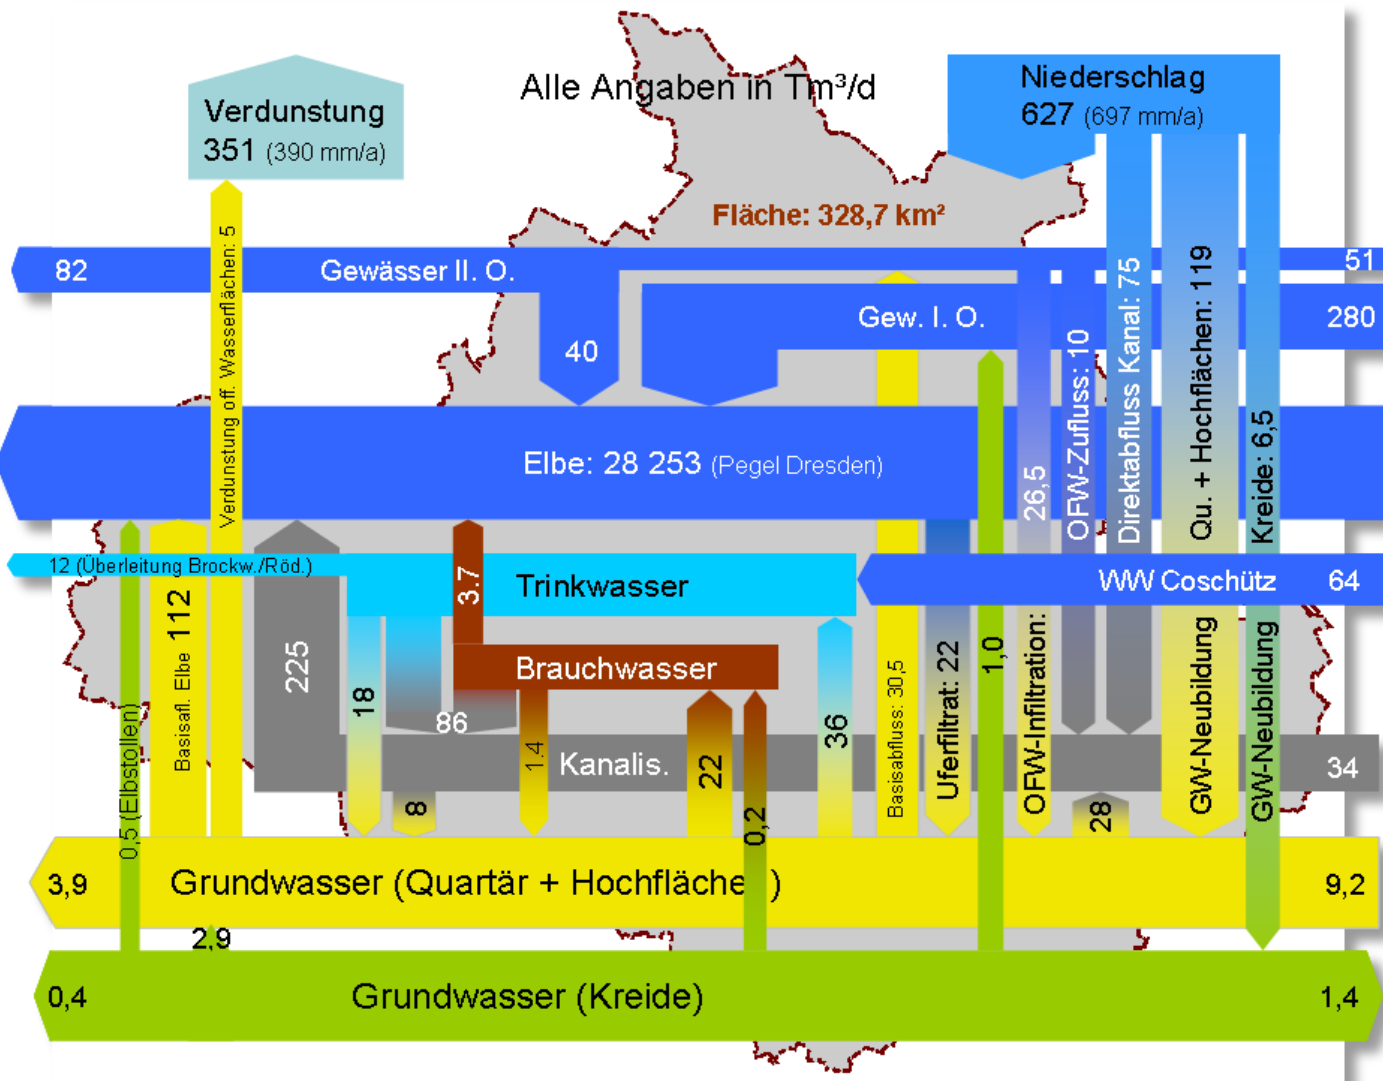 Alle Angaben in Tm³/d
Niederschlag
627 (697 mm/a)
Verdunstung
351 (390 mm/a)
Fläche: 328,7 km²
82
Gewässer II. O.
51
Gew. I. O.
280
40
Elbe: 28 253 (Pegel Dresden)
Verdunstung off. Wasserflächen: 5
OFW-Zufluss: 10
Direktabfluss Kanal: 75
GW-Neubildung Qu. + Hochflächen: 119
GW-Neubildung Kreide: 6,5
12 (Überleitung Brockw./Röd.)
Trinkwasser
WW Coschütz
64
3.7
Brauchwasser
0,5 (Elbstollen)
Basisafl. Elbe 112
225
18
86
1.4
Kanalis.
22
0,2
36
Basisabfluss: 30,5
Uferfiltrat: 22
1,0
OFW-Infiltration: 26,5
34
8
28
3,9
Grundwasser (Quartär + Hochfläche )
9,2
2,9
0,4
Grundwasser (Kreide)
1,4